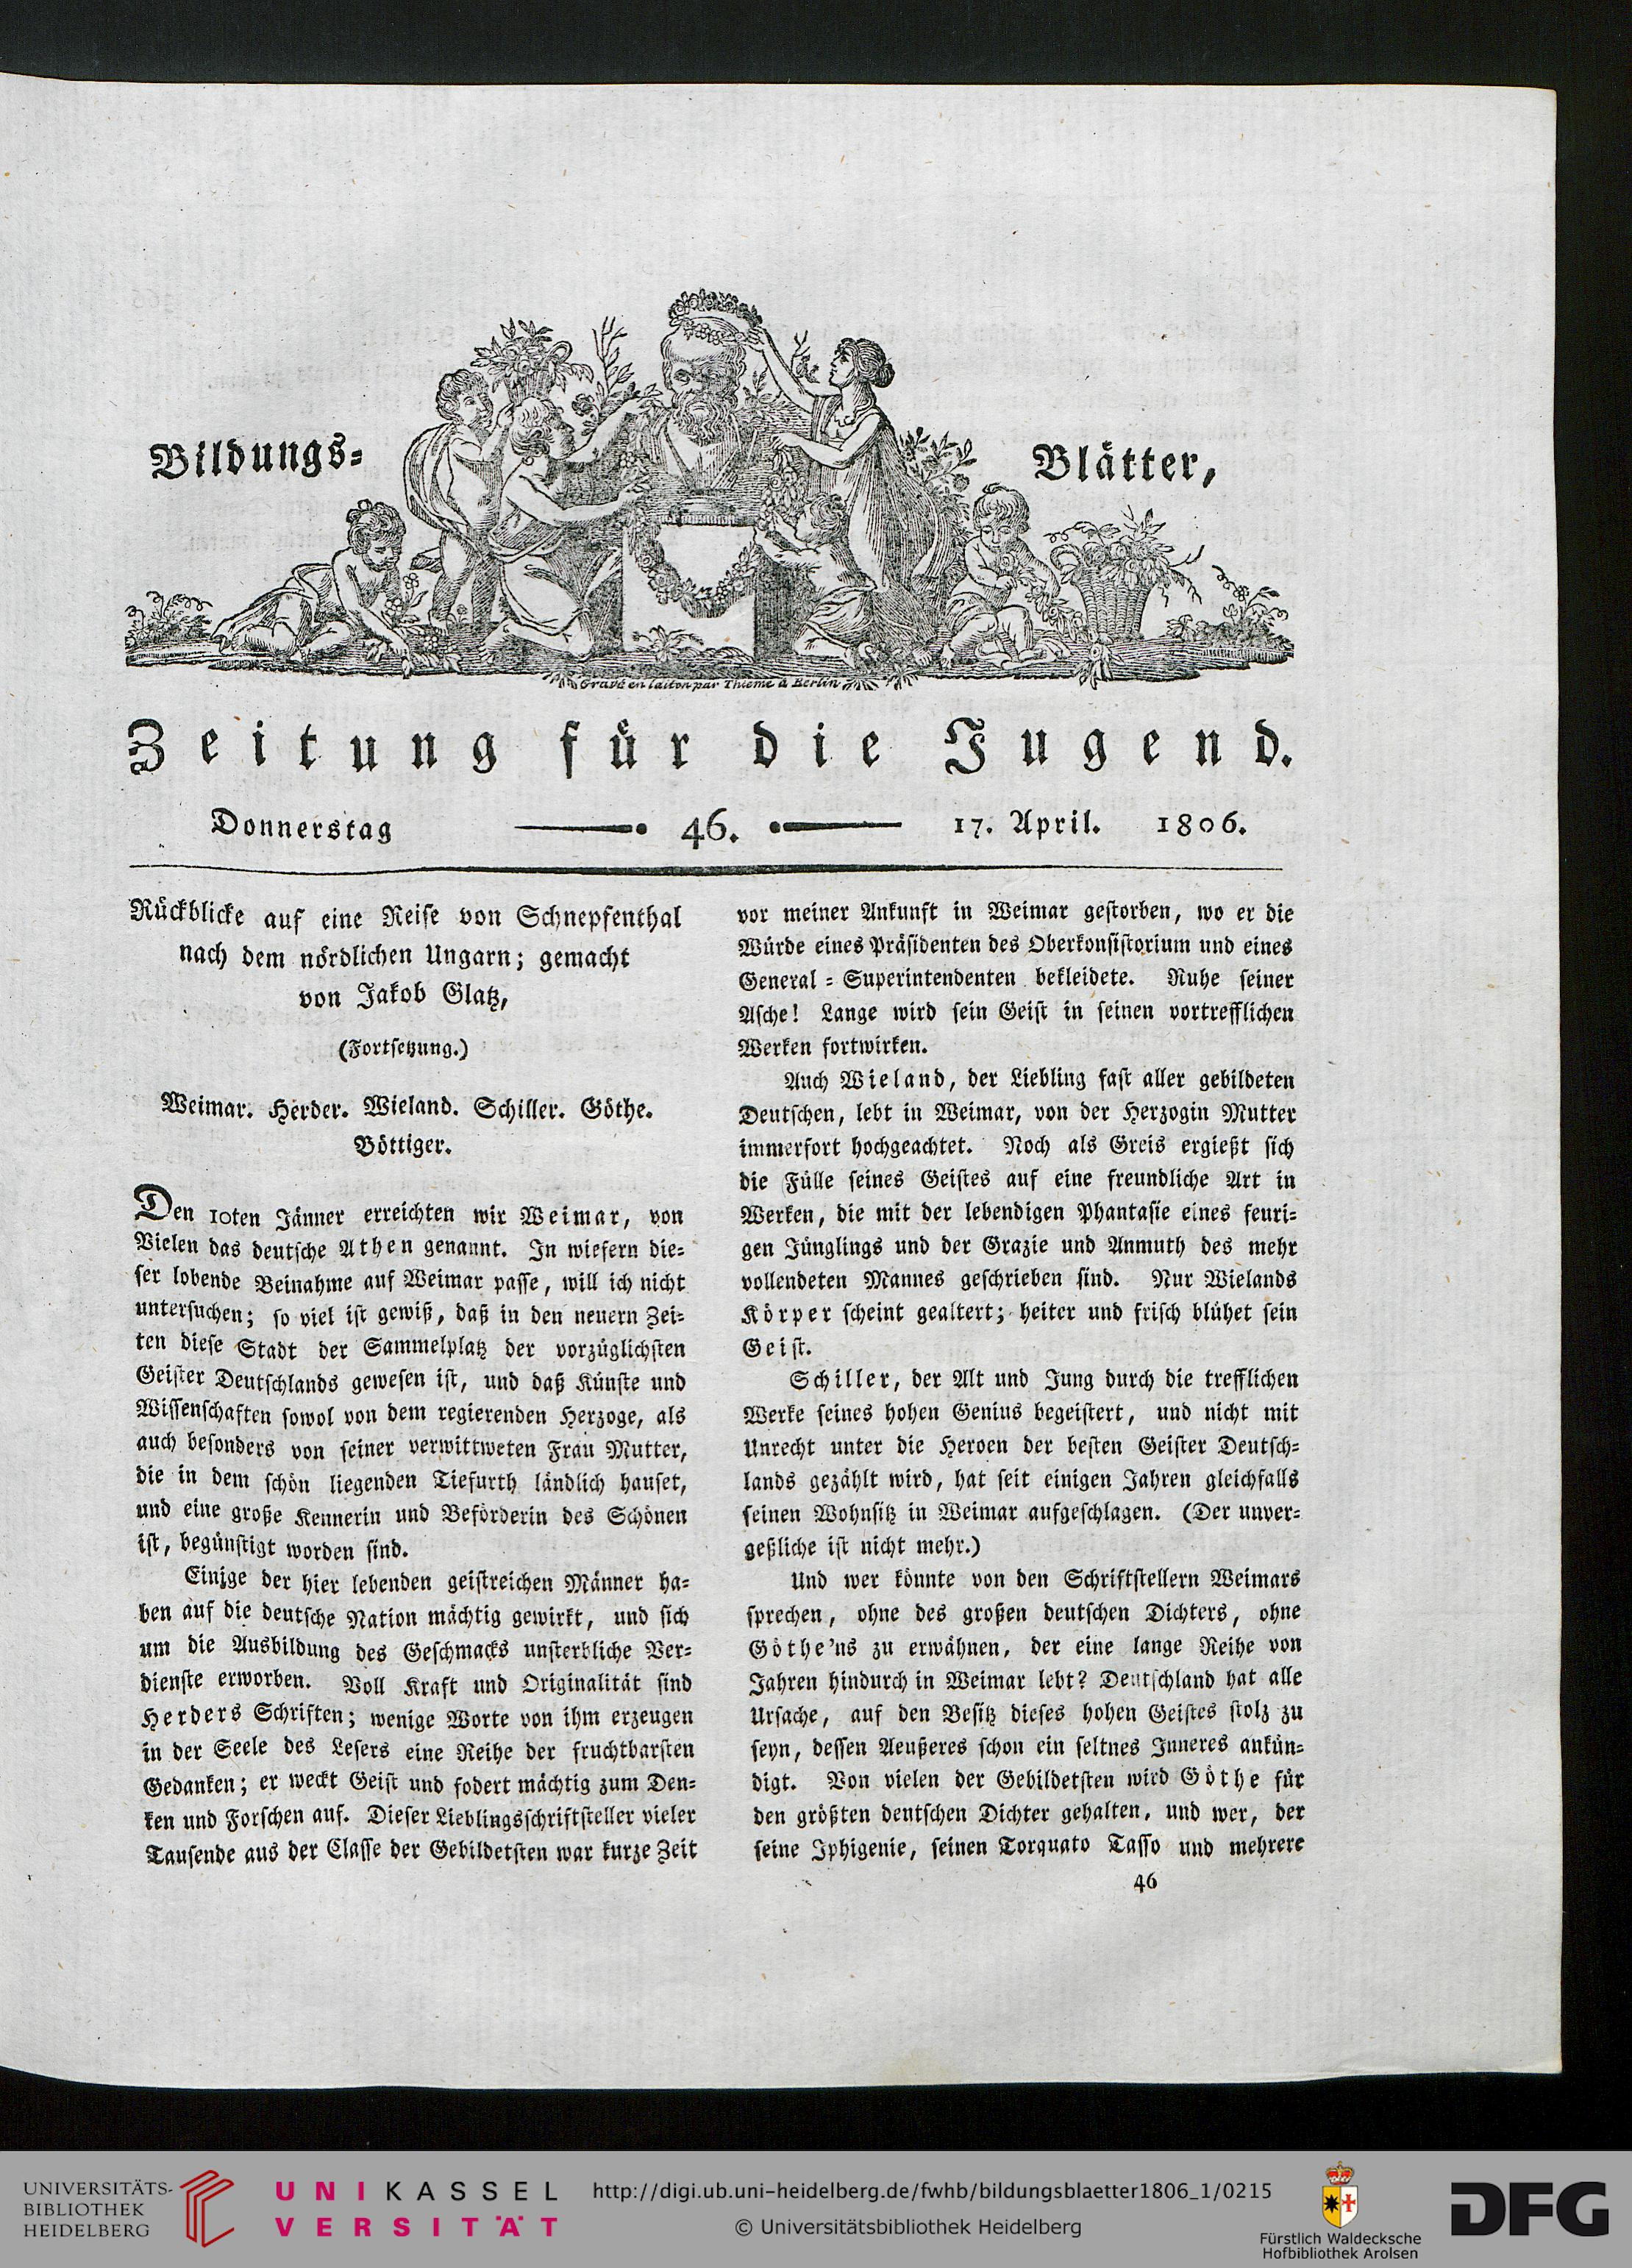 Bildungs=
Blätter,
Gravé en laiton par Thieme à Berlin
Zeitung für die Jugend.
Donnerstag 46. 17. April. 1806.
Rückblicke auf eine Reise von Schnepfenthal
nach dem nördlichen Ungarn; gemacht
von Jakob Glatz,
(Fortsetzung.)
Weimar. Herder. Wieland. Schiller. Göthe.
Böttiger.
Den 10ten Jänner erreichten wir Weimar, von
Vielen das deutsche Athen genannt. In wiefern die=
ser lobende Beinahme auf Weimar passe, will ich nicht
untersuchen; so viel ist gewiß, daß in den neuern Zei=
ten diese Stadt der Sammelplatz der vorzüglichsten
Geister Deutschlands gewesen ist, und daß Künste und
Wissenschaften sowol von dem regierenden Herzoge, als
auch besonders von seiner verwittweten Frau Mutter,
die in dem schön liegenden Tiefurth ländlich hauset,
und eine große Kennerin und Beförderin des Schönen
ist, begünstigt worden sind.
Einige der hier lebenden geistreichen Männer ha=
ben auf die deutsche Nation mächtig gewirkt, und sich
um die Ausbildung des Geschmacks unsterbliche Ver=
dienste erworben. Voll Kraft und Originalität sind
Herders Schriften; wenige Worte von ihm erzeugen
in der Seele des Lesers eine Reihe der fruchtbarsten
Gedanken; er weckt Geist und fodert mächtig zum Den=
ken und Forschen auf. Dieser Lieblingsschriftsteller vieler
Tausende aus der Classe der Gebildetsten war kurze Zeit
vor meiner Ankunft in Weimar gestorben, wo er die
Würde eines Präsidenten des Oberkonsistorium und eines
General=Superintendenten bekleidete. Ruhe seiner
Asche! Lange wird sein Geist in seinen vortrefflichen
Werken fortwirken.
Auch Wieland, der Liebling fast aller gebildeten
Deutschen, lebt in Weimar, von der Herzogin Mutter
immerfort hochgeachtet. Noch als Greis ergießt sich
die Fülle seines Geistes auf eine freundliche Art in
Werken, die mit der lebendigen Phantasie eines feuri=
gen Jünglings und der Grazie und Anmuth des mehr
vollendeten Mannes geschrieben sind. Nur Wielands
Körper scheint gealtert; heiter und frisch blühet sein
Geist.
Schiller, der Alt und Jung durch die trefflichen
Werke seines hohen Genius begeistert, und nicht mit
Unrecht unter die Heroen der besten Geister Deutsch=
lands gezählt wird, hat seit einigen Jahren gleichfalls
seinen Wohnsitz in Weimar aufgeschlagen. (Der unver=
geßliche ist nicht mehr.)
Und wer könnte von den Schriftstellern Weimars
sprechen, ohne des großen deutschen Dichters, ohne
Göthe'ns zu erwähnen, der eine lange Reihe von
Jahren hindurch in Weimar lebt? Deutschland hat alle
Ursache, auf den Besitz dieses hohen Geistes stolz zu
seyn, dessen Aeußeres schon ein seltnes Inneres ankün=
digt. Von vielen der Gebildetsten wird Göthe für
den größten deutschen Dichter gehalten, und wer, der
seine Iphigenie, seinen Torquato Tasso und mehrere
46
UNIVERSITÄTS-
BIBLIOTHEK
HEIDELBERG
UNIKASSEL
VERSITÄT
http://digi.ub.uni-heidelberg.de/fwhb/bildungsblaetter1806_1/0215
© Universitätsbibliothek Heidelberg
Fürstlich Waldecksche
Hofbibliothek Arolsen
DFG